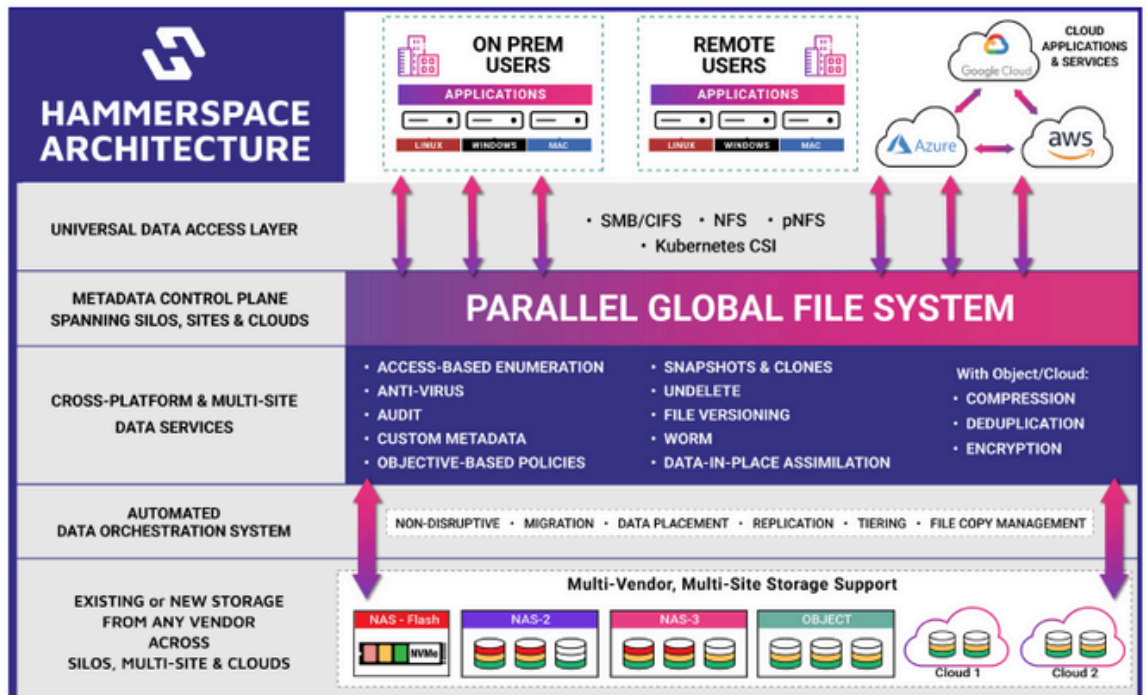 HAMMERSPACE
ARCHITECTURE
ON PREM
USERS
APPLICATIONS
LINUX
WINDOWS
MAC
REMOTE
USERS
APPLICATIONS
LINUX
WINDOWS
MAC
CLOUD
APPLICATIONS
& SERVICES
Google Cloud
Azure
aws
UNIVERSAL DATA ACCESS LAYER
• SMB/CIFS • NFS • pNFS
• Kubernetes CSI
METADATA CONTROL PLANE
SPANNING SILOS, SITES & CLOUDS
PARALLEL GLOBAL FILE SYSTEM
CROSS-PLATFORM & MULTI-SITE
DATA SERVICES
• ACCESS-BASED ENUMERATION
• ANTI-VIRUS
• AUDIT
• CUSTOM METADATA
• OBJECTIVE-BASED POLICIES
• SNAPSHOTS & CLONES
• UNDELETE
• FILE VERSIONING
• WORM
• DATA-IN-PLACE ASSIMILATION
With Object/Cloud:
• COMPRESSION
• DEDUPLICATION
• ENCRYPTION
AUTOMATED
DATA ORCHESTRATION SYSTEM
NON-DISRUPTIVE • MIGRATION • DATA PLACEMENT • REPLICATION • TIERING • FILE COPY MANAGEMENT
EXISTING or NEW STORAGE
FROM ANY VENDOR
ACROSS
SILOS, MULTI-SITE & CLOUDS
Multi-Vendor, Multi-Site Storage Support
NAS - Flash
NVMe
NAS-2
NAS-3
OBJECT
Cloud 1
Cloud 2